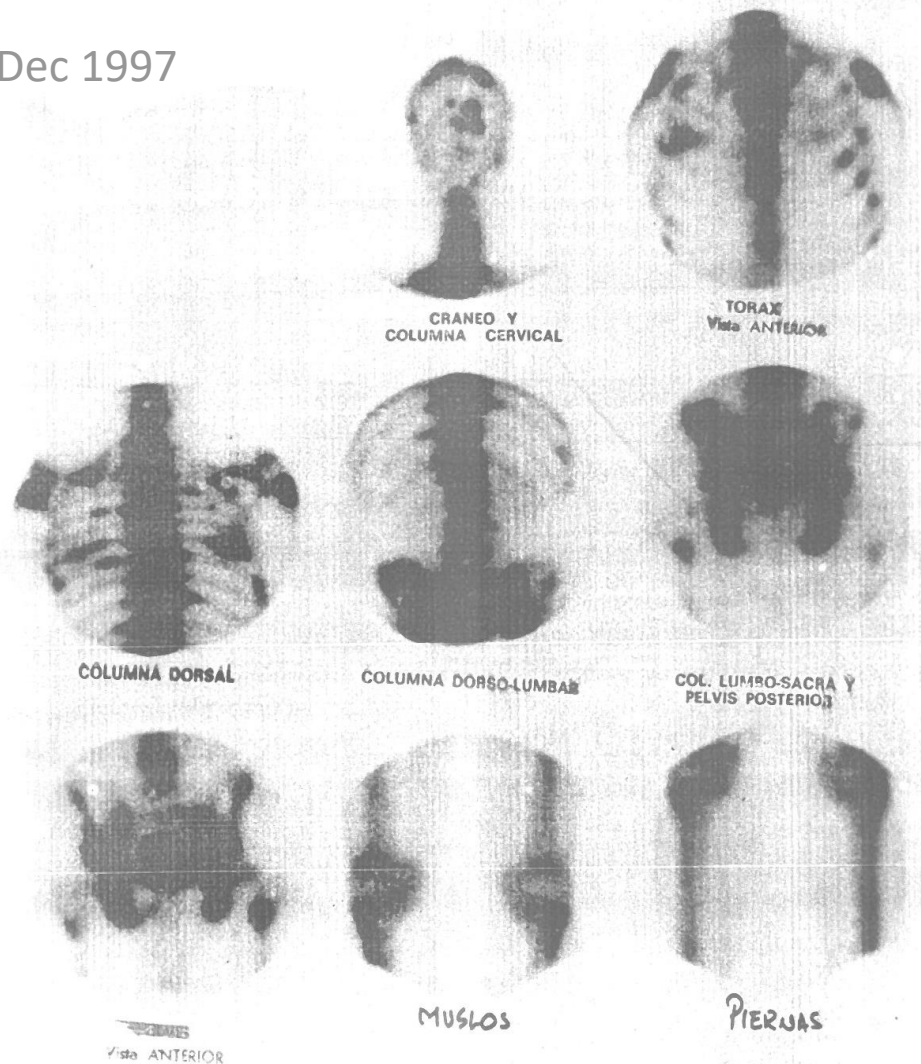 Dec 1997
CRANEO Y
COLUMNA CERVICAL
TORAX
Vista ANTERIOR
COLUMNA DORSAL
COLUMNA DORSO-LUMBAR
COL. LUMBO-SACRA Y
PELVIS POSTERIOR
Vista ANTERIOR
MUSLOS
PIERNAS